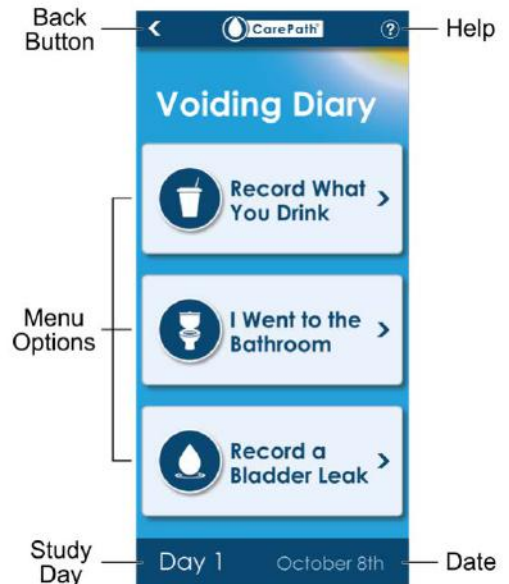 Back
Button
CarePath
?
Help
Voiding Diary
Record What
You Drink
Menu
Options
I Went to the
Bathroom
Record a
Bladder Leak
Study
Day
Day 1
October 8th
Date